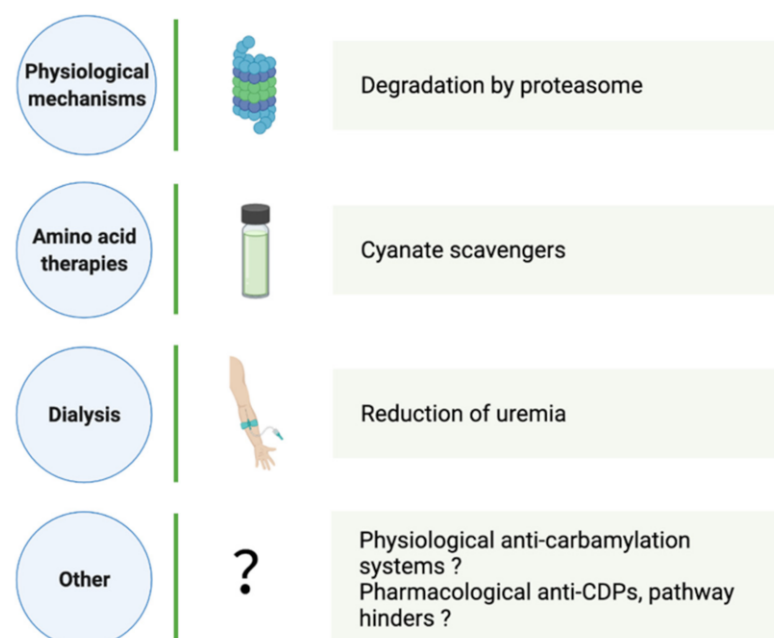 Physiological
mechanisms
Degradation by proteasome
Amino acid
therapies
Cyanate scavengers
Dialysis
Reduction of uremia
Other
?
Physiological anti-carbamylation
systems ?
Pharmacological anti-CDPs, pathway
hinders ?